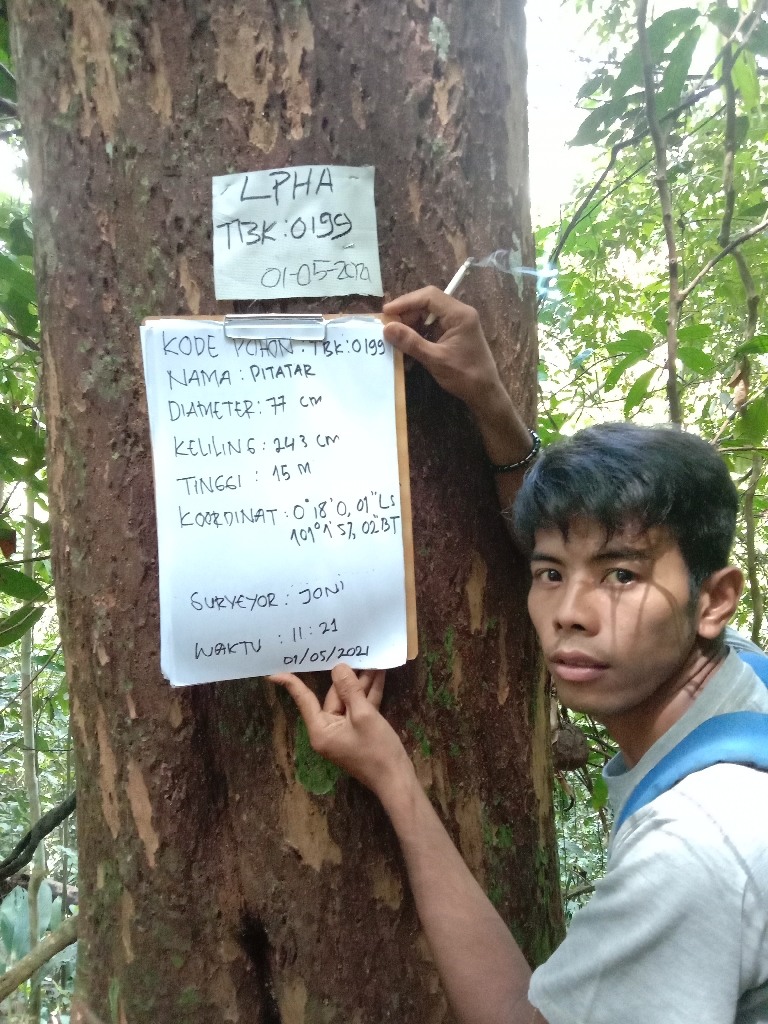 LPHA
TBK:0199
01-05-2021
KODE POHON : TBK:0199
NAMA : PITATAR
DIAMETER : 77 cm
KELILING : 243 cm
TINGGI : 15 M
KOORDINAT : 0°18'0,01"LS
101°1'57,02"BT
SURVEYOR : JONI
WAKTU : 11:21
01/05/2021